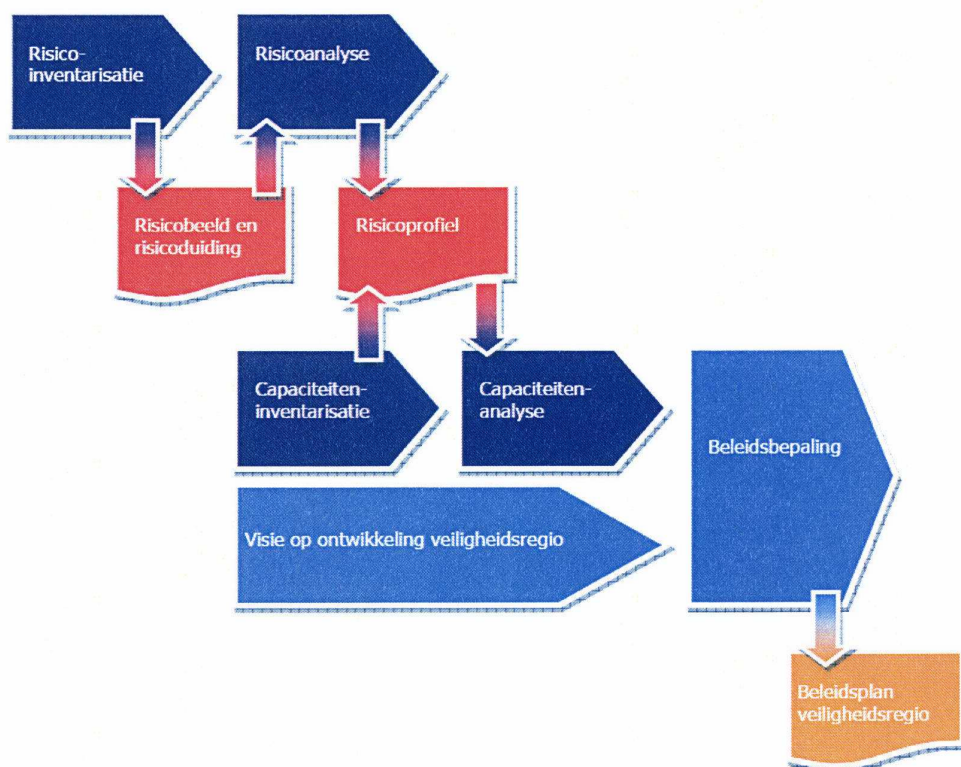 Risico-
inventarisatie
Risicoanalyse
Risicobeeld en
risicoduiding
Risicoprofiel
Capaciteiten-
inventarisatie
Capaciteiten-
analyse
Beleidsbepaling
Visie op ontwikkeling veiligheidsregio
Beleidsplan
veiligheidsregio